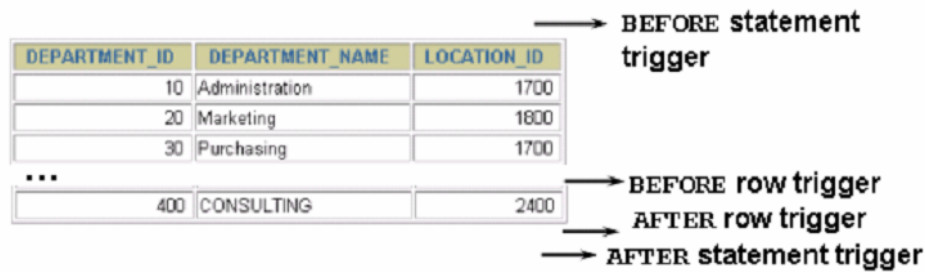 BEFORE statement
trigger
DEPARTMENT_ID DEPARTMENT_NAME LOCATION_ID
10 Administration 1700
20 Marketing 1800
30 Purchasing 1700
...
400 CONSULTING 2400
BEFORE row trigger
AFTER row trigger
AFTER statement trigger